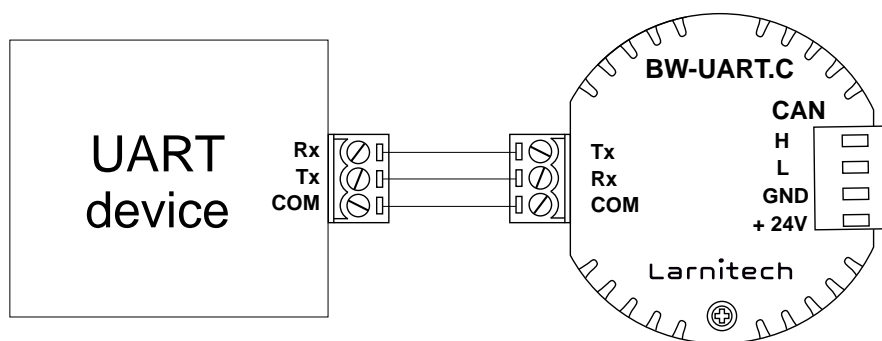 UART
device
Rx
Tx
COM
BW-UART.C
Tx
Rx
COM
CAN
H
L
GND
+ 24V
Larnitech